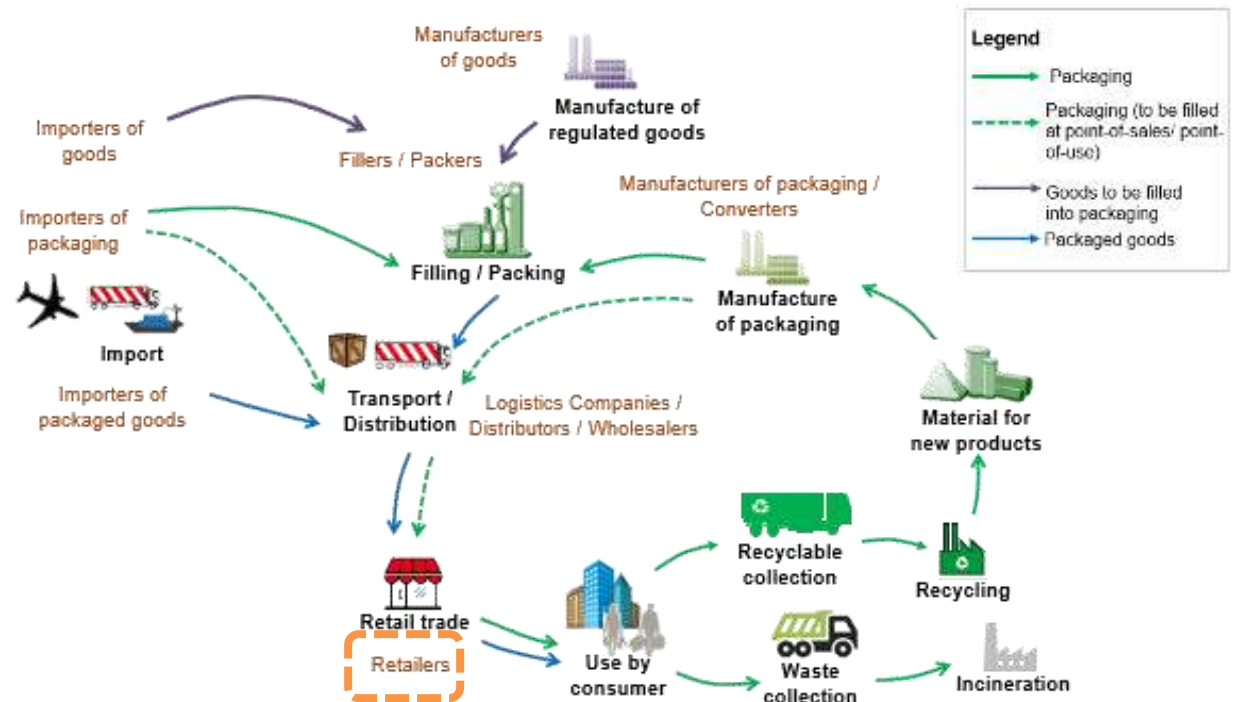 Manufacturers
of goods
Manufacture of
regulated goods
Importers of
goods
Fillers / Packers
Importers of
packaging
Filling / Packing
Manufacturers of packaging /
Converters
Manufacture
of packaging
Import
Importers of
packaged goods
Transport /
Distribution
Logistics Companies /
Distributors / Wholesalers
Material for
new products
Recyclable
collection
Recycling
Retail trade
Retailers
Use by
consumer
Waste
collection
Incineration
Legend
Packaging
Packaging (to be filled
at point-of-sales/ point-
of-use)
Goods to be filled
into packaging
Packaged goods